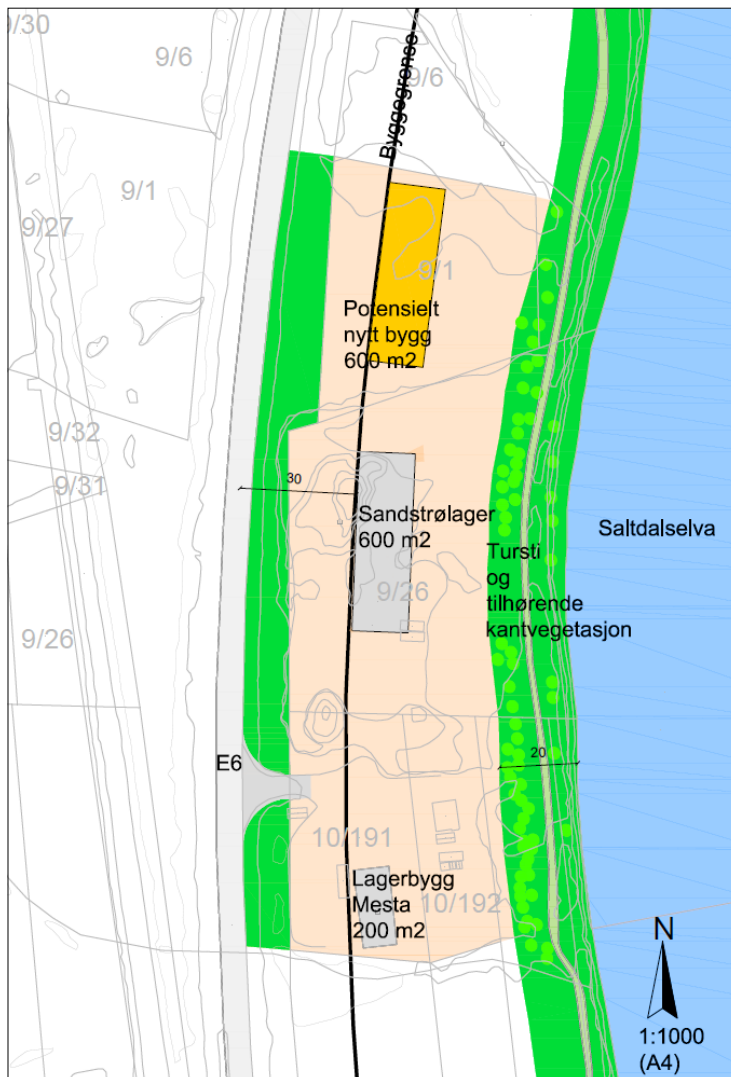 9/30
9/6
Byggegrense
9/6
9/1
9/27
9/1
Potensielt
nytt bygg
600 m2
9/32
9/31
30
Sandstrølager
600 m2
Saltdalselva
Tursti
og
tilhørende
kantvegetasjon
9/26
9/26
E6
20
10/191
Lagerbygg
Mesta
200 m2
10/192
N
1:1000
(A4)